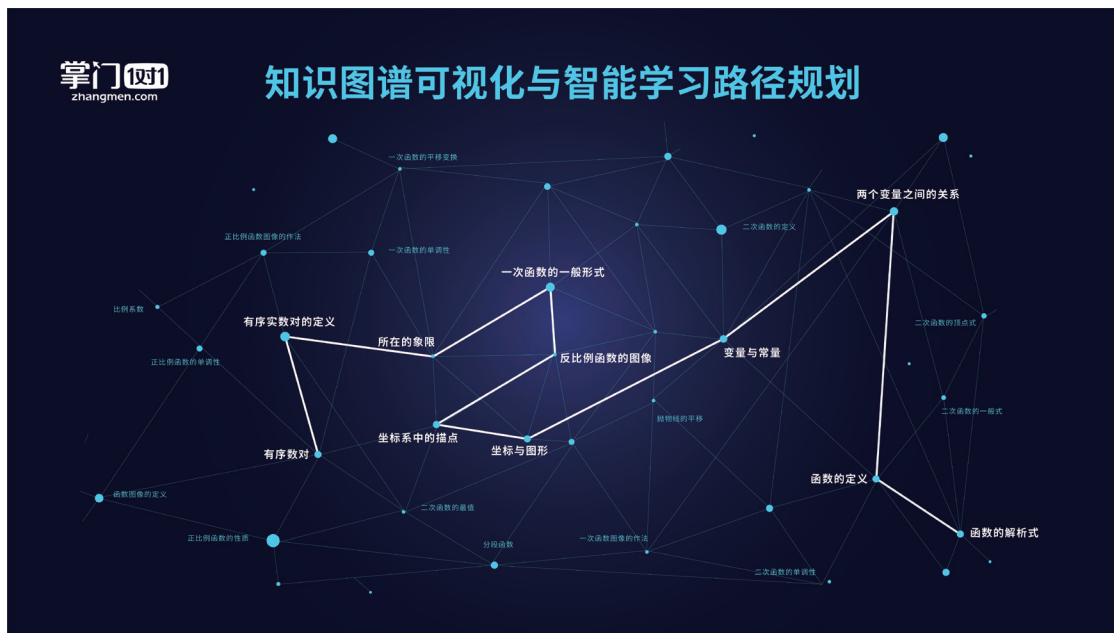 掌门1对1
zhangmen.com
知识图谱可视化与智能学习路径规划
一次函数的平移变换
两个变量之间的关系
二次函数的定义
正比例函数图像的作法
一次函数的单调性
一次函数的一般形式
比例系数
有序实数对的定义
二次函数的顶点式
所在的象限
变量与常量
反比例函数的图像
正比例函数的单调性
二次函数的一般式
抛物线的平移
坐标系中的描点
坐标与图形
有序数对
函数的定义
函数图像的定义
二次函数的最值
函数的解析式
正比例函数的性质
分段函数
一次函数图像的作法
二次函数的单调性